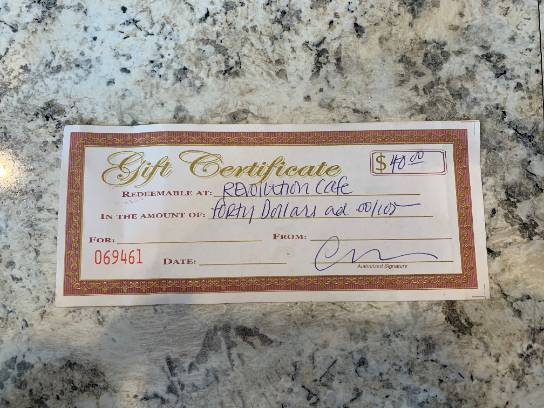 Gift Certificate
$ 40.00
REDEEMABLE AT: REVOLUTION CAFE
IN THE AMOUNT OF: FORTY Dollars and 00/100
FOR:
FROM:
069461
DATE:
Authorized Signature